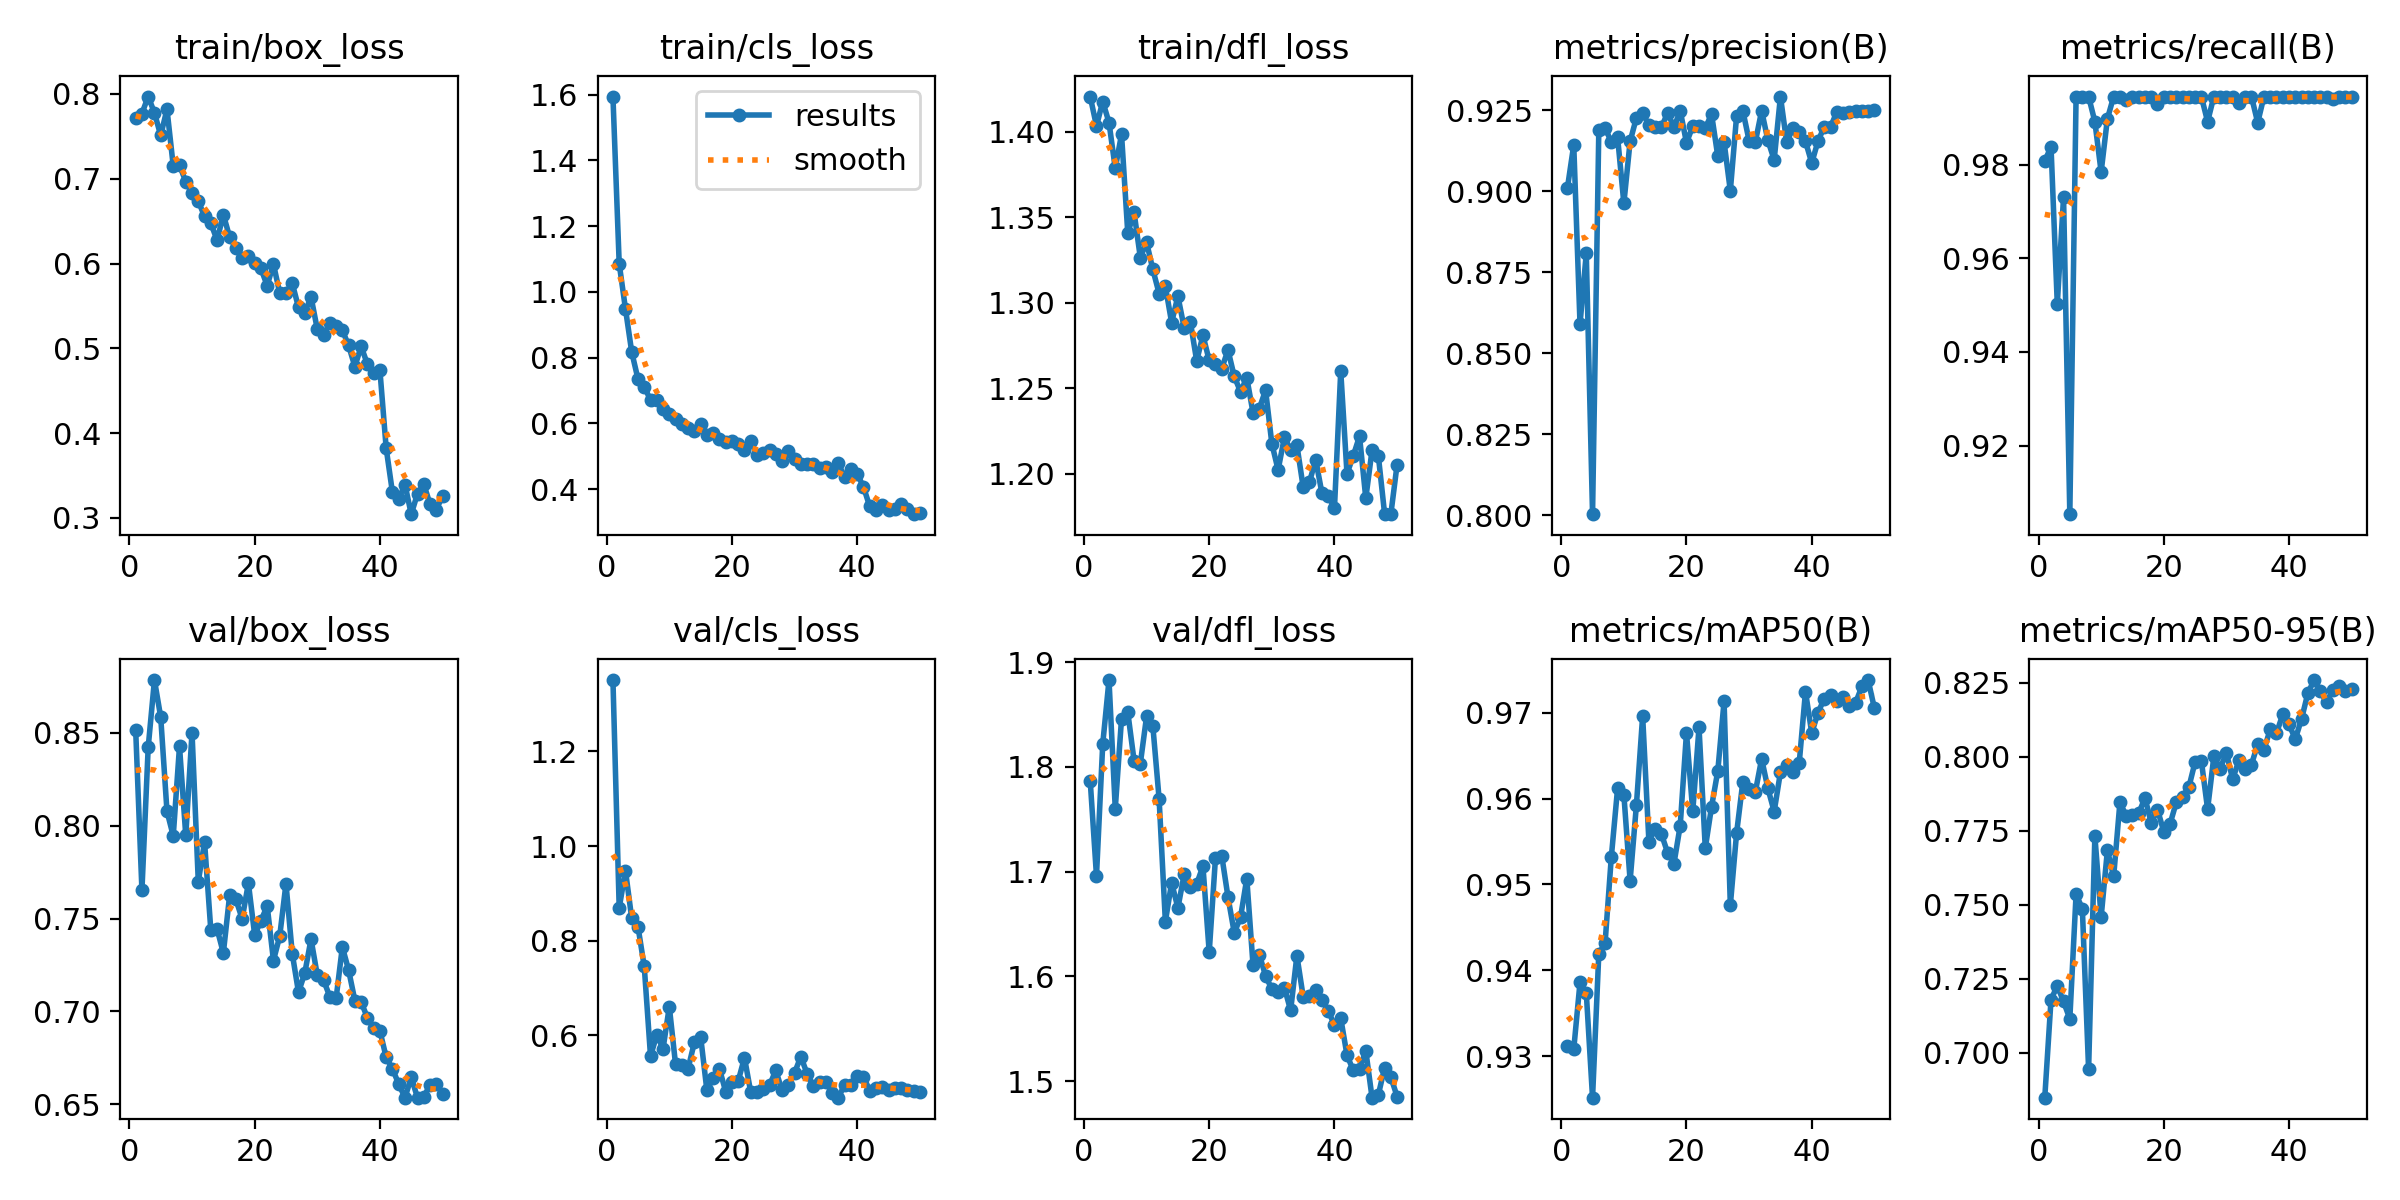 train/box_loss
0.8
0.7
0.6
0.5
0.4
0.3
0 20 40
train/cls_loss
results
smooth
1.6
1.4
1.2
1.0
0.8
0.6
0.4
0 20 40
train/dfl_loss
1.40
1.35
1.30
1.25
1.20
0 20 40
metrics/precision(B)
0.925
0.900
0.875
0.850
0.825
0.800
0 20 40
metrics/recall(B)
0.98
0.96
0.94
0.92
0 20 40
val/box_loss
0.85
0.80
0.75
0.70
0.65
0 20 40
val/cls_loss
1.2
1.0
0.8
0.6
0 20 40
val/dfl_loss
1.9
1.8
1.7
1.6
1.5
0 20 40
metrics/mAP50(B)
0.97
0.96
0.95
0.94
0.93
0 20 40
metrics/mAP50-95(B)
0.825
0.800
0.775
0.750
0.725
0.700
0 20 40